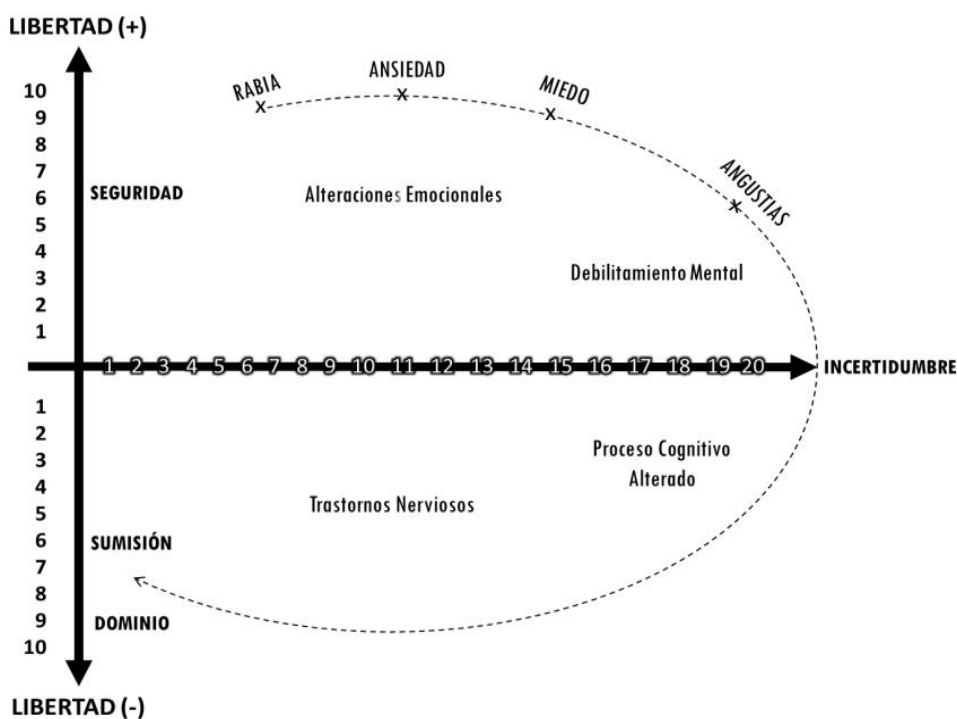 LIBERTAD (+)
RABIA
ANSIEDAD
MIEDO
ANGUSTIAS
10
9
8
7
6
5
4
3
2
1
SEGURIDAD
Alteraciones Emocionales
Debilitamiento Mental
1 2 3 4 5 6 7 8 9 10 11 12 13 14 15 16 17 18 19 20
INCERTIDUMBRE
1
2
3
4
5
6
7
8
9
10
Proceso Cognitivo
Alterado
Trastornos Nerviosos
SUMISIÓN
DOMINIO
LIBERTAD (-)